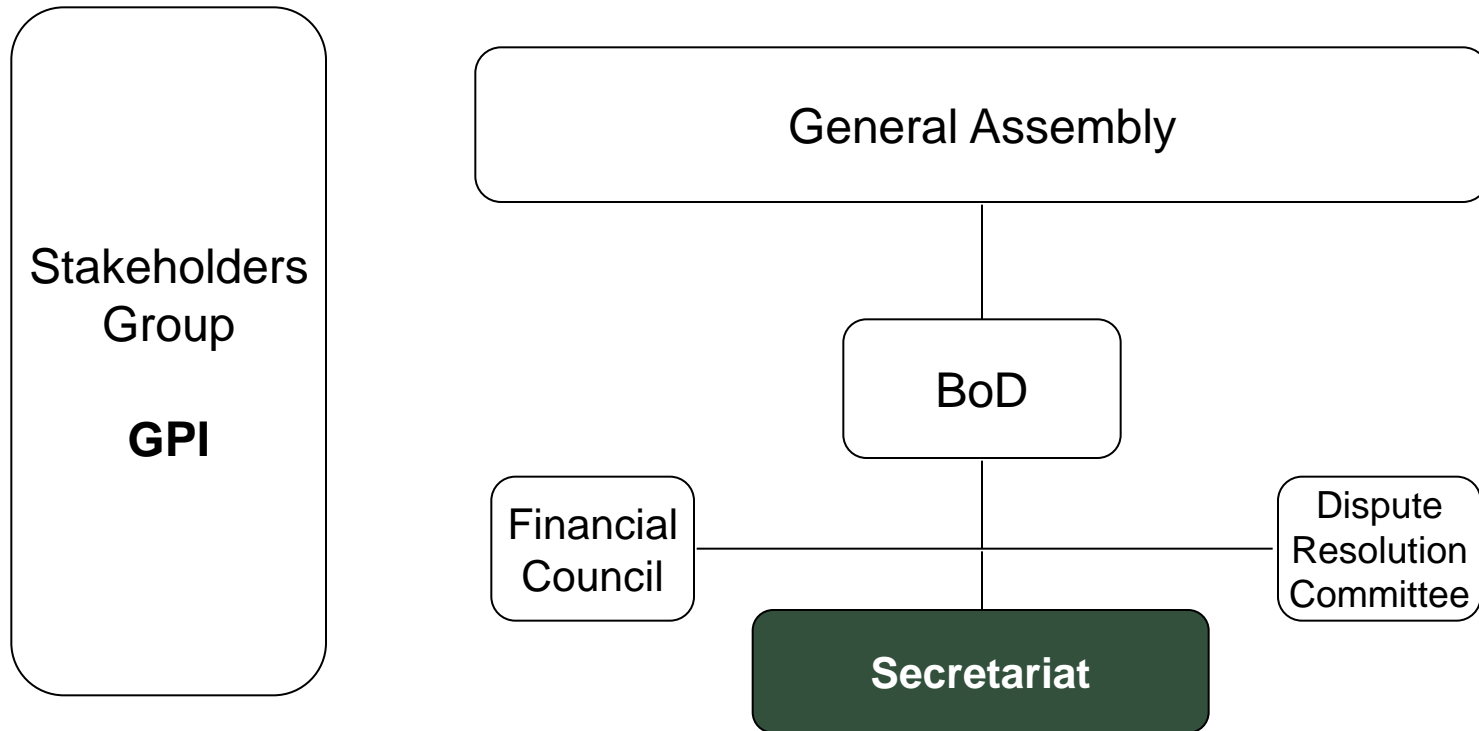 Stakeholders
Group
GPI
General Assembly
BoD
Financial
Council
Dispute
Resolution
Committee
Secretariat